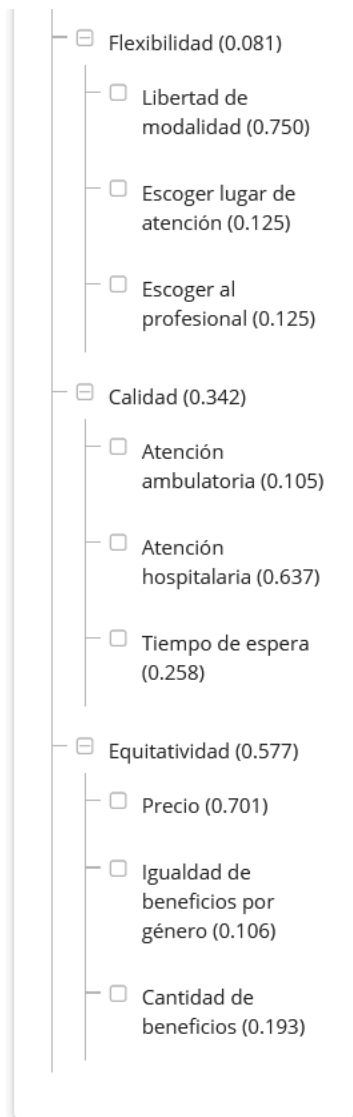 Flexibilidad (0.081)
Libertad de
modalidad (0.750)
Escoger lugar de
atención (0.125)
Escoger al
profesional (0.125)
Calidad (0.342)
Atención
ambulatoria (0.105)
Atención
hospitalaria (0.637)
Tiempo de espera
(0.258)
Equitatividad (0.577)
Precio (0.701)
Igualdad de
beneficios por
género (0.106)
Cantidad de
beneficios (0.193)